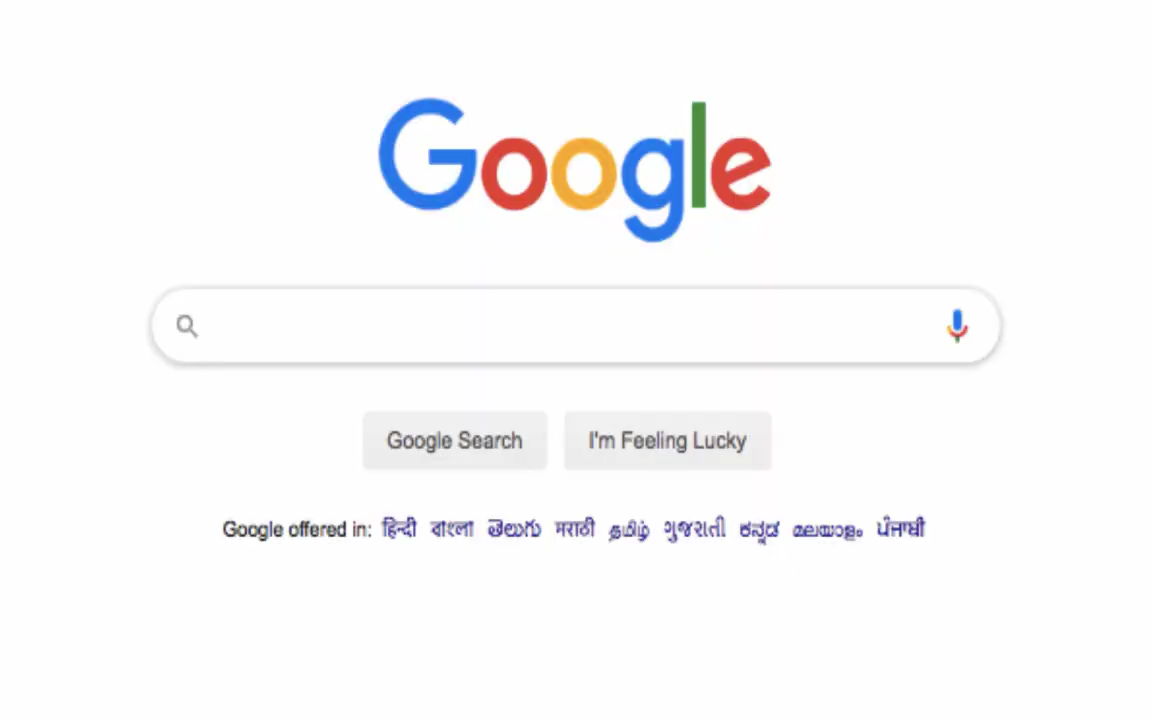 Google
Google Search I'm Feeling Lucky
Google offered in: हिन्दी বাংলা తెలుగు मराठी தமிழ் ગુજરાતી ಕನ್ನಡ മലയാളം ਪੰਜਾਬੀ